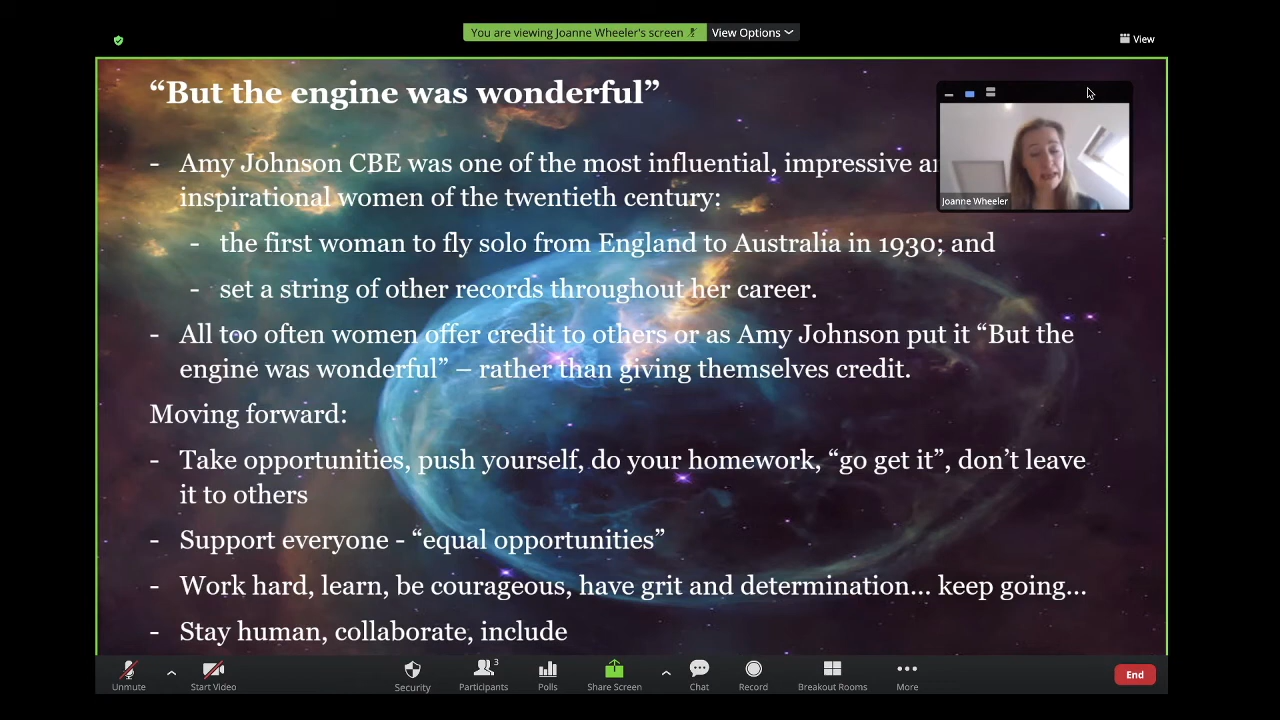 You are viewing Joanne Wheeler's screen
View Options
View
“But the engine was wonderful”
- Amy Johnson CBE was one of the most influential, impressive
inspirational women of the twentieth century:
- the first woman to fly solo from England to Australia in 1930; and
- set a string of other records throughout her career.
- All too often women offer credit to others or as Amy Johnson put it “But the
engine was wonderful” – rather than giving themselves credit.
Moving forward:
- Take opportunities, push yourself, do your homework, “go get it”, don’t leave
it to others
- Support everyone - “equal opportunities”
- Work hard, learn, be courageous, have grit and determination... keep going...
- Stay human, collaborate, include
Joanne Wheeler
Unmute
Start Video
Security
Participants
3
Polls
Share Screen
Chat
Record
Breakout Rooms
More
End